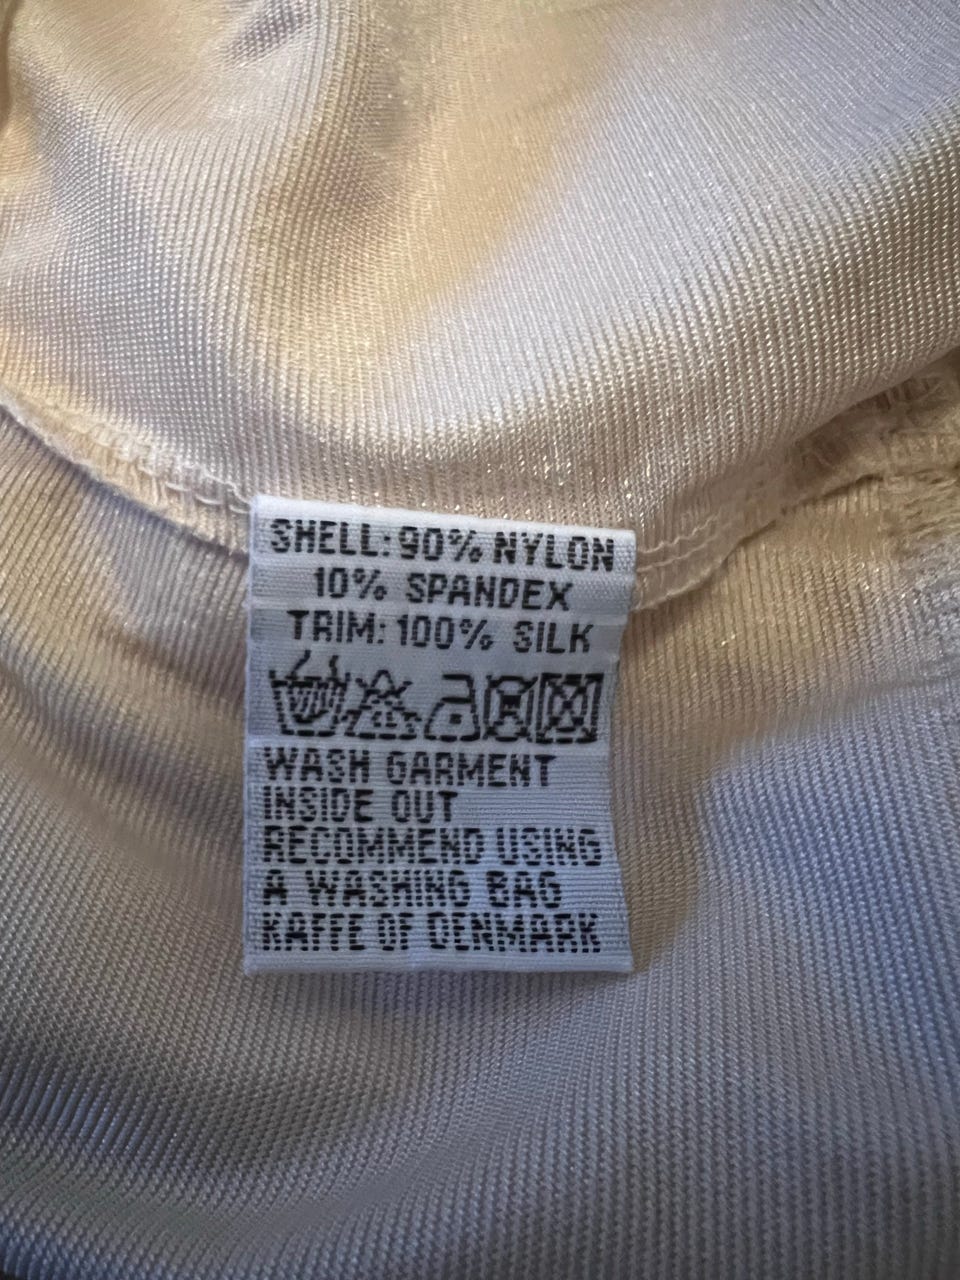 SHELL: 90% NYLON
10% SPANDEX
TRIM: 100% SILK
WASH GARMENT
INSIDE OUT
RECOMMEND USING
A WASHING BAG
KAFFE OF DENMARK